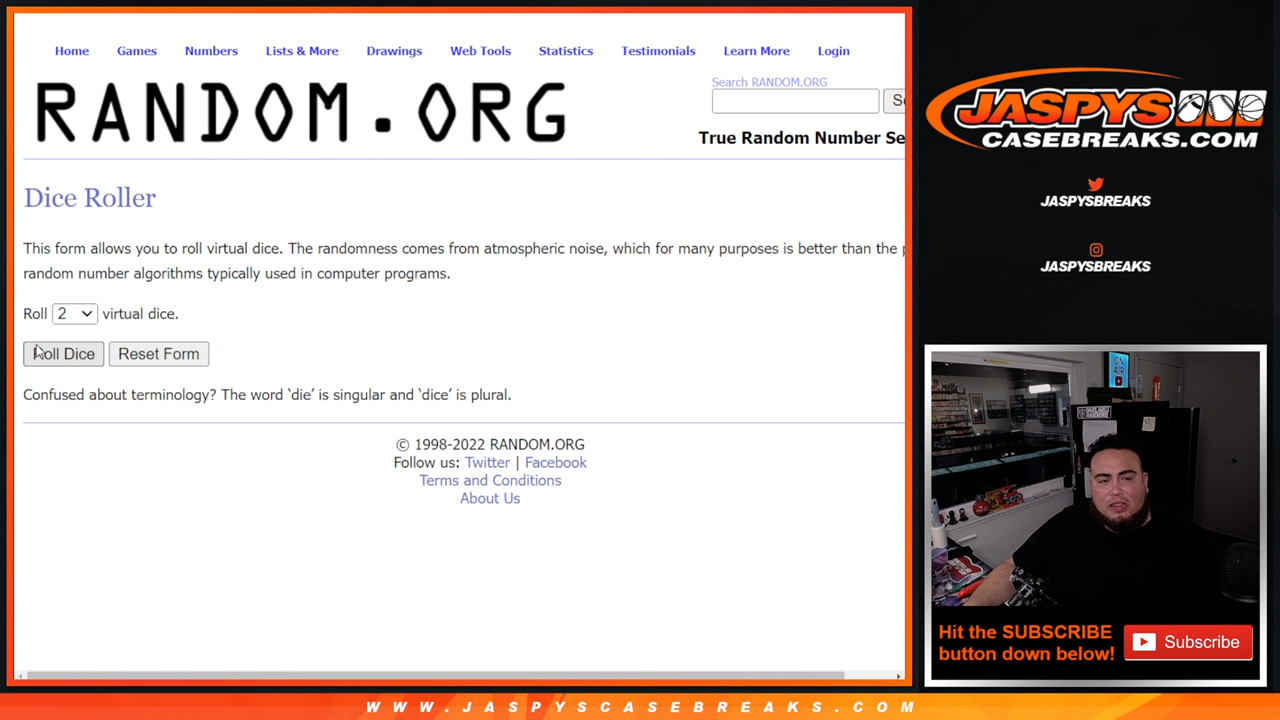 Home Games Numbers Lists & More Drawings Web Tools Statistics Testimonials Learn More Login
RANDOM.ORG
Search RANDOM.ORG
True Random Number Se
Dice Roller
This form allows you to roll virtual dice. The randomness comes from atmospheric noise, which for many purposes is better than the
random number algorithms typically used in computer programs.
Roll 2 virtual dice.
Roll Dice Reset Form
Confused about terminology? The word ‘die’ is singular and ‘dice’ is plural.
© 1998-2022 RANDOM.ORG
Follow us: Twitter | Facebook
Terms and Conditions
About Us
JASPYS
CASEBREAKS.COM
JASPYSBREAKS
JASPYSBREAKS
ON
AIR
Hit the SUBSCRIBE
button down below!
Subscribe
WWW.JASPYSCASEBREAKS.COM